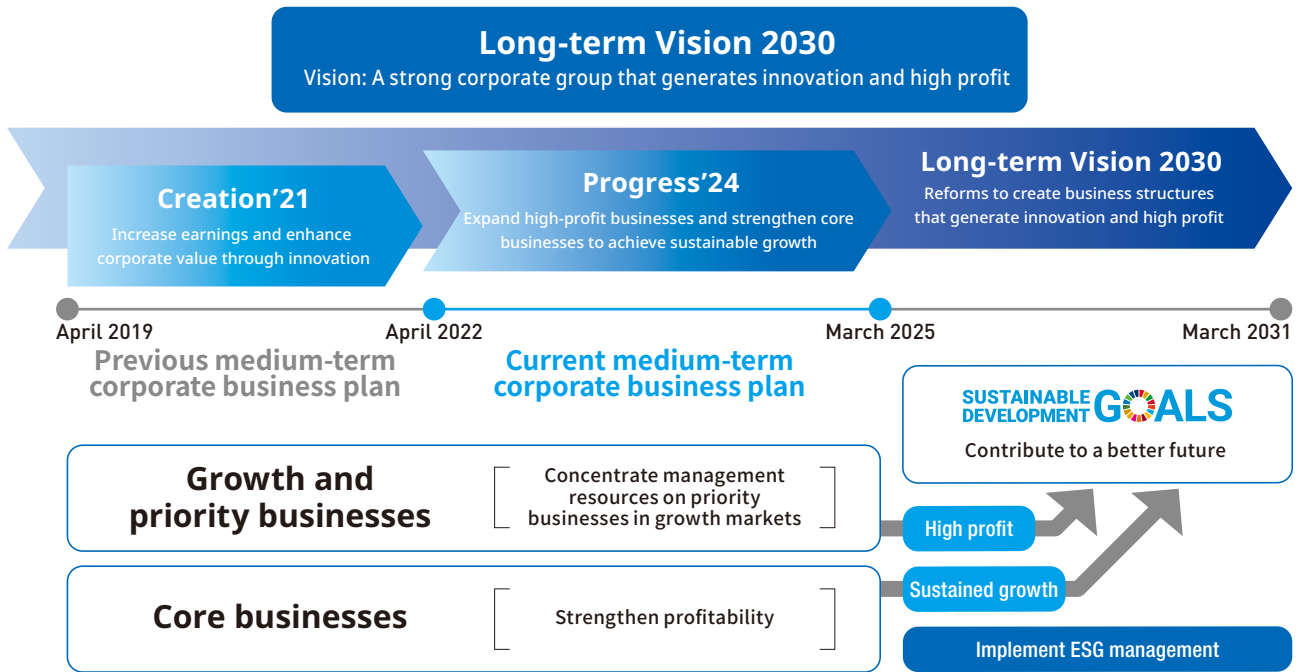 Long-term Vision 2030
Vision: A strong corporate group that generates innovation and high profit
Creation'21
Increase earnings and enhance
corporate value through innovation
Progress'24
Expand high-profit businesses and strengthen core
businesses to achieve sustainable growth
Long-term Vision 2030
Reforms to create business structures
that generate innovation and high profit
April 2019
April 2022
March 2025
March 2031
Previous medium-term
corporate business plan
Current medium-term
corporate business plan
SUSTAINABLE
DEVELOPMENT GOALS
Contribute to a better future
Growth and
priority businesses
Concentrate management
resources on priority
businesses in growth markets
High profit
Core businesses
Strengthen profitability
Sustained growth
Implement ESG management